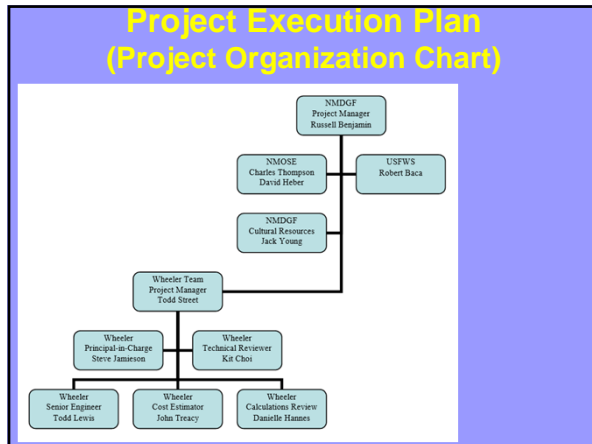 Project Execution Plan
(Project Organization Chart)
NMDGF
Project Manager
Russell Benjamin
NMOSE
Charles Thompson
David Heber
USFWS
Robert Baca
NMDGF
Cultural Resources
Jack Young
Wheeler Team
Project Manager
Todd Street
Wheeler
Principal-in-Charge
Steve Jamieson
Wheeler
Technical Reviewer
Kit Choi
Wheeler
Senior Engineer
Todd Lewis
Wheeler
Cost Estimator
John Treacy
Wheeler
Calculations Review
Danielle Hannes